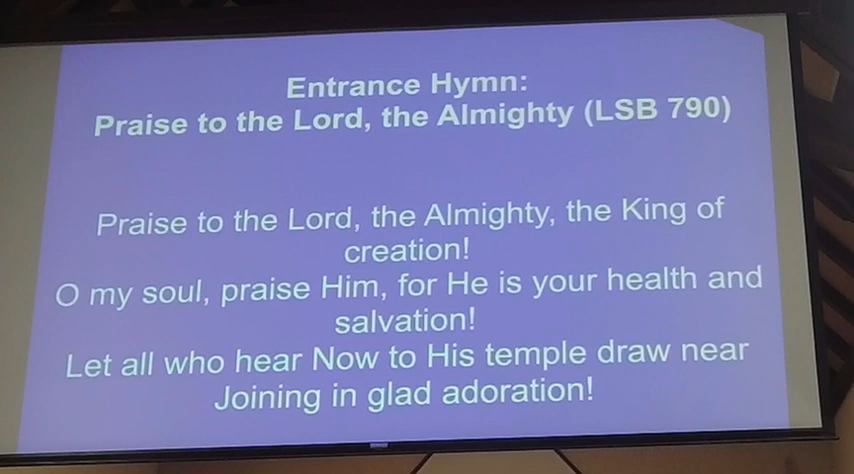 Entrance Hymn:
Praise to the Lord, the Almighty (LSB 790)
Praise to the Lord, the Almighty, the King of
creation!
O my soul, praise Him, for He is your health and
salvation!
Let all who hear Now to His temple draw near
Joining in glad adoration!